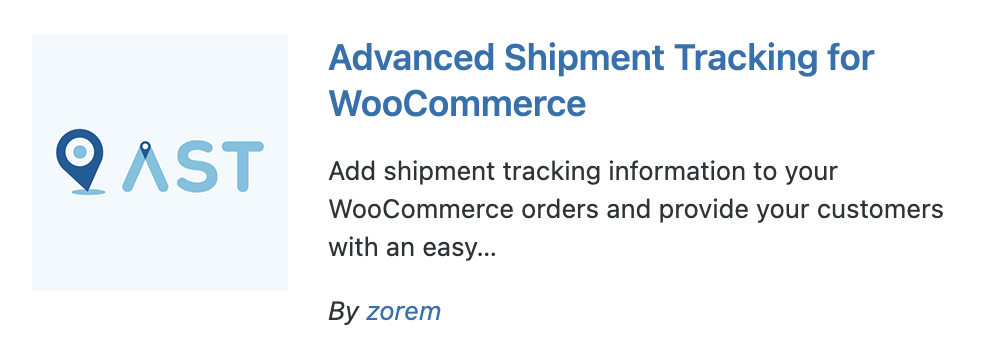 Advanced Shipment Tracking for
WooCommerce
AST
Add shipment tracking information to your
WooCommerce orders and provide your customers
with an easy...
By zorem